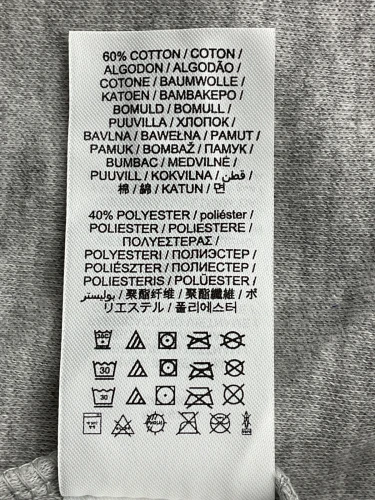 60% COTTON / COTON /
ALGODON / ALGODÃO /
COTONE / BAUMWOLLE /
KATOEN / BAMBAKEPO /
BOMULD / BOMULL /
PUUVILLA / ХЛОПОК /
BAVLNA / BAWEŁNA / PAMUT /
PAMUK / BOMBAŽ / ПАМУК /
BUMBAC / MEDVILNĖ /
PUUVILL / KOKVILNA / قطن /
棉 / 綿 / KATUN / 면
40% POLYESTER / poliéster /
POLIESTER / POLIESTERE /
ΠΟΛΥΕΣΤΕΡΑΣ /
POLYESTERI / ПОЛИЭСТЕР /
POLIÉSZTER / ПОЛИЕСТЕР /
POLIESTERIS / POLÜESTER /
بوليستر / 聚酯纤维 / 聚酯纖維 / ポ
リエステル / 폴리에스터
30
30